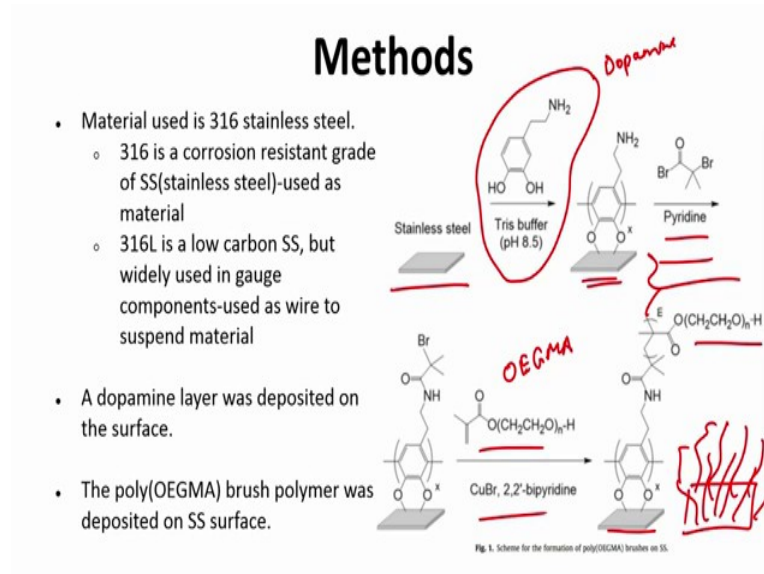 Methods
Dopamine
• Material used is 316 stainless steel.
○ 316 is a corrosion resistant grade
of SS(stainless steel)-used as
material
○ 316L is a low carbon SS, but
widely used in gauge
components-used as wire to
suspend material
• A dopamine layer was deposited on
the surface.
• The poly(OEGMA) brush polymer was
deposited on SS surface.
NH2
HO OH
Stainless steel
Tris buffer
(pH 8.5)
NH2
O O x
O
Br Br
Pyridine
Br
O
NH
O O x
OEGMA
O
O(CH2CH2O)n-H
CuBr, 2,2'-bipyridine
E
O(CH2CH2O)n-H
O
O
NH
O O x
Fig. 1. Scheme for the formation of poly(OEGMA) brushes on SS.